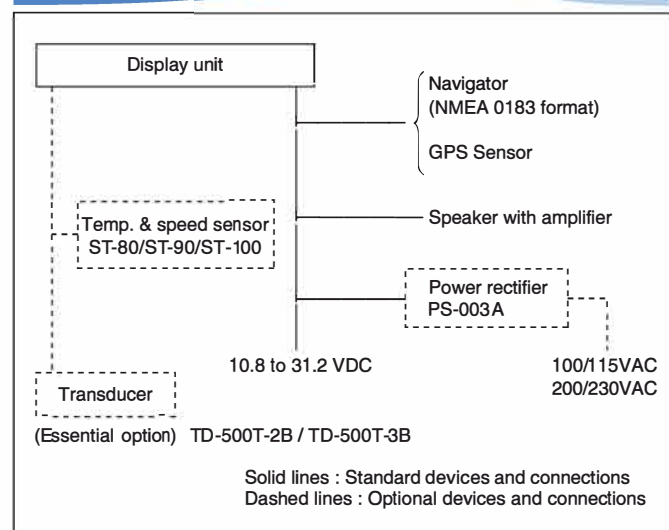 Display unit
Navigator
(NMEA 0183 format)
GPS Sensor
Temp. & speed sensor
ST-80/ST-90/ST-100
Speaker with amplifier
Power rectifier
PS-003A
10.8 to 31.2 VDC
100/115VAC
200/230VAC
Transducer
(Essential option) TD-500T-2B / TD-500T-3B
Solid lines : Standard devices and connections
Dashed lines : Optional devices and connections